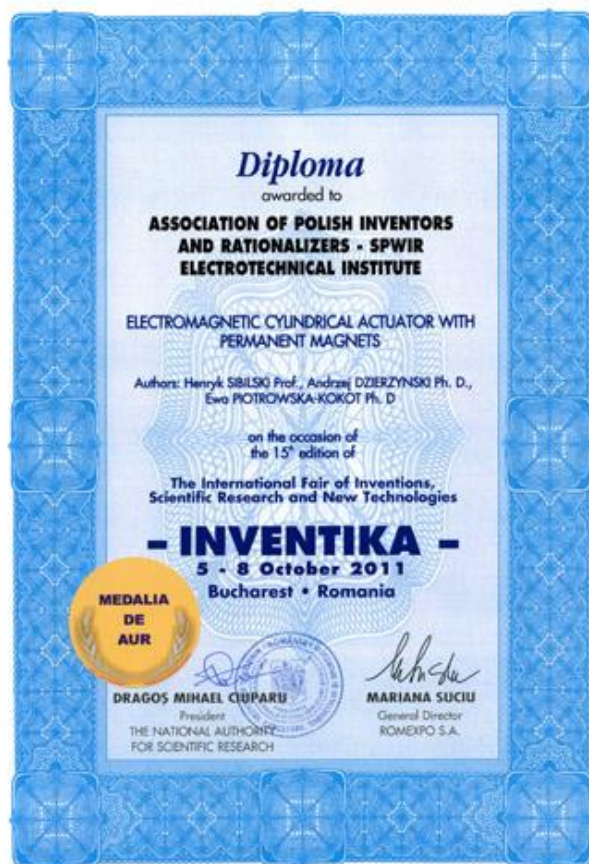 Diploma
awarded to
ASSOCIATION OF POLISH INVENTORS
AND RATIONALIZERS - SPWIR
ELECTROTECHNICAL INSTITUTE
ELECTROMAGNETIC CYLINDRICAL ACTUATOR WITH
PERMANENT MAGNETS
Authors: Henryk SIBILSKI Prof., Andrzej DZIERZYNSKI Ph. D.,
Ewa PIOTROWSKA-KOKOT Ph. D
on the occasion of
the 15th edition of
The International Fair of Inventions,
Scientific Research and New Technologies
– INVENTIKA –
5 - 8 October 2011
Bucharest • Romania
MEDALIA
DE
AUR
DRAGOȘ MIHAEL CIUPARU
President
THE NATIONAL AUTHORITY
FOR SCIENTIFIC RESEARCH
MARIANA SUCIU
General Director
ROMEXPO S.A.